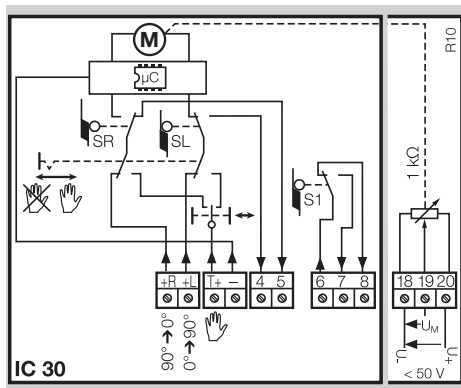 M
R10
µC
SR
SL
S1
1 kΩ
+R +L T+ − 4 5 6 7 8 18 19 20
90°→0°
0°→90°
UM
U-
U+
< 50 V
IC 30